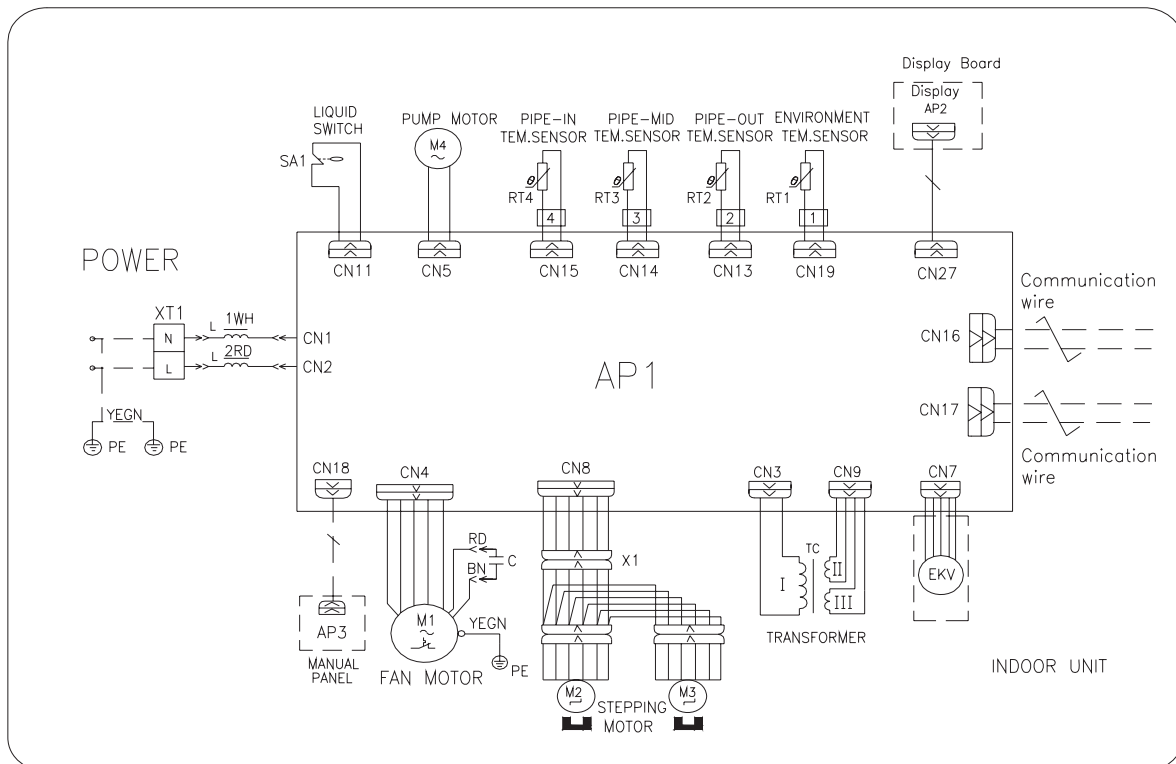 Display Board
Display
AP2
LIQUID
SWITCH
SA1
PUMP MOTOR
M4
PIPE-IN
TEM.SENSOR
RT4
4
PIPE-MID
TEM.SENSOR
RT3
3
PIPE-OUT
TEM.SENSOR
RT2
2
ENVIRONMENT
TEM.SENSOR
RT1
1
CN11
CN5
CN15
CN14
CN13
CN19
CN27
POWER
XT1
N
L
L 1WH
L 2RD
CN1
CN2
YEGN
PE
PE
AP1
Communication
wire
CN16
CN17
Communication
wire
CN18
CN4
CN8
CN3
CN9
CN7
RD
BN
C
X1
I
TC
II
III
EKV
TRANSFORMER
AP3
MANUAL
PANEL
M1
YEGN
PE
FAN MOTOR
M2
M3
STEPPING
MOTOR
INDOOR UNIT